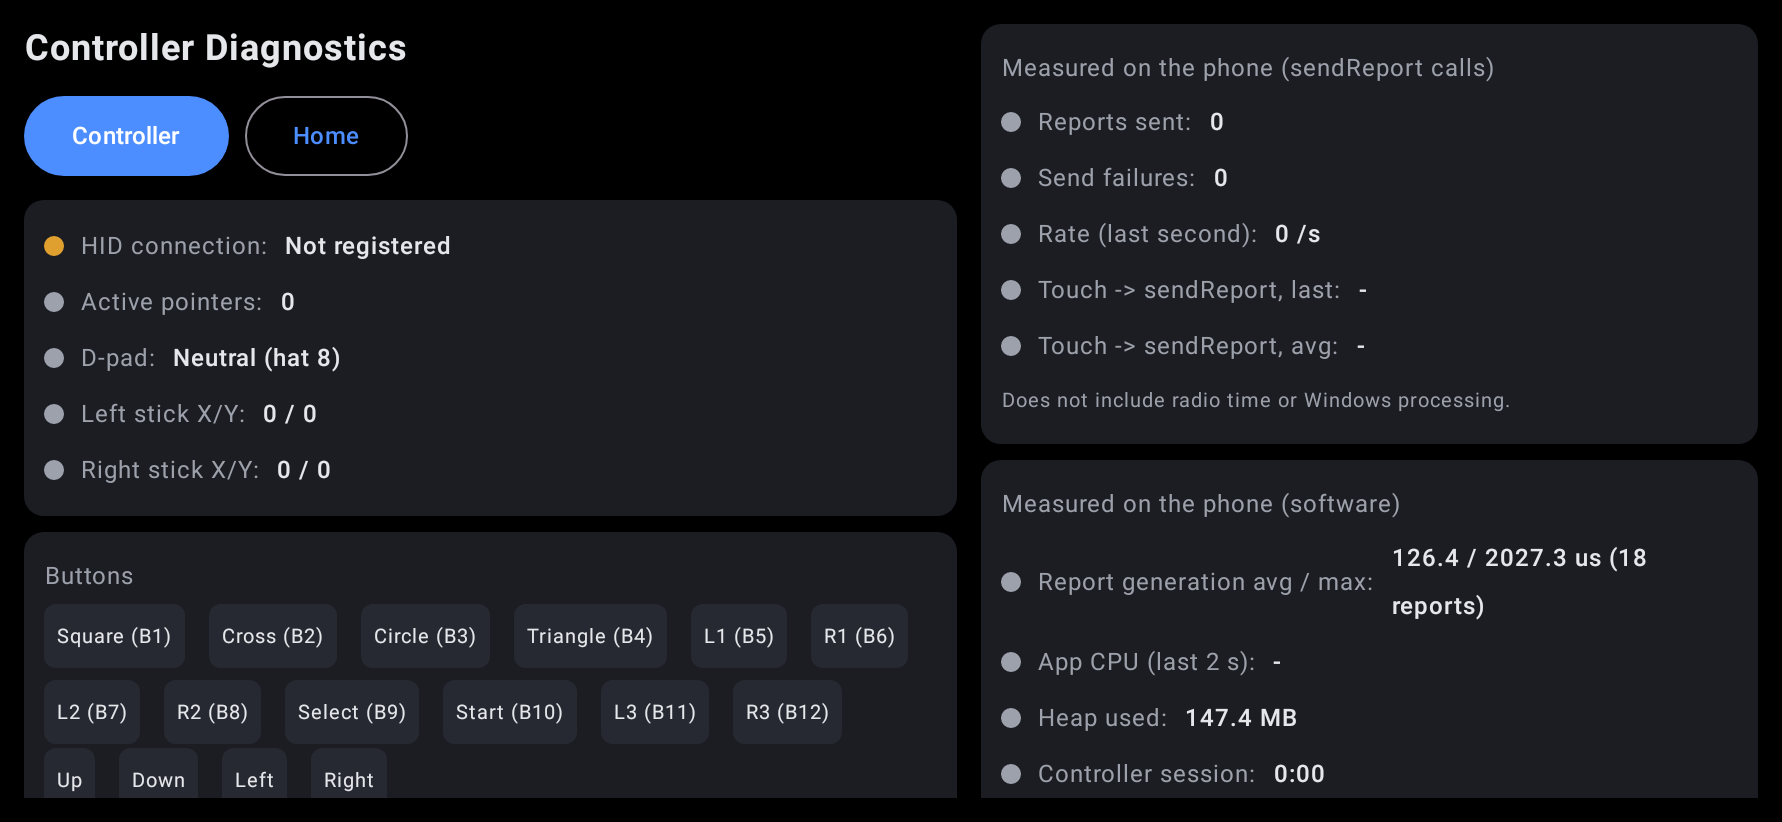 Controller Diagnostics
Controller
Home
HID connection: Not registered
Active pointers: 0
D-pad: Neutral (hat 8)
Left stick X/Y: 0 / 0
Right stick X/Y: 0 / 0
Buttons
Square (B1) Cross (B2) Circle (B3) Triangle (B4) L1 (B5) R1 (B6)
L2 (B7) R2 (B8) Select (B9) Start (B10) L3 (B11) R3 (B12)
Up Down Left Right
Measured on the phone (sendReport calls)
Reports sent: 0
Send failures: 0
Rate (last second): 0 /s
Touch -> sendReport, last: -
Touch -> sendReport, avg: -
Does not include radio time or Windows processing.
Measured on the phone (software)
Report generation avg / max: 126.4 / 2027.3 us (18
reports)
App CPU (last 2 s): -
Heap used: 147.4 MB
Controller session: 0:00